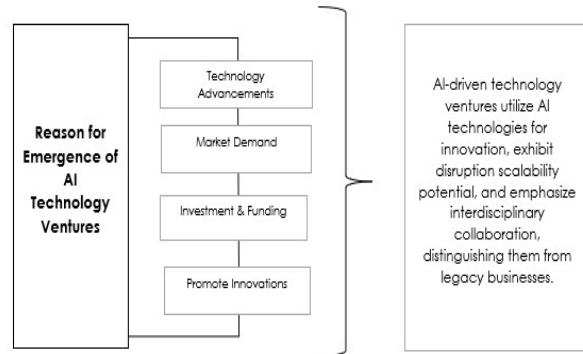 Reason for
Emergence of
AI
Technology
Ventures
Technology
Advancements
Market Demand
Investment & Funding
Promote Innovations
AI-driven technology
ventures utilize AI
technologies for
innovation, exhibit
disruption scalability
potential, and emphasize
interdisciplinary
collaboration,
distinguishing them from
legacy businesses.